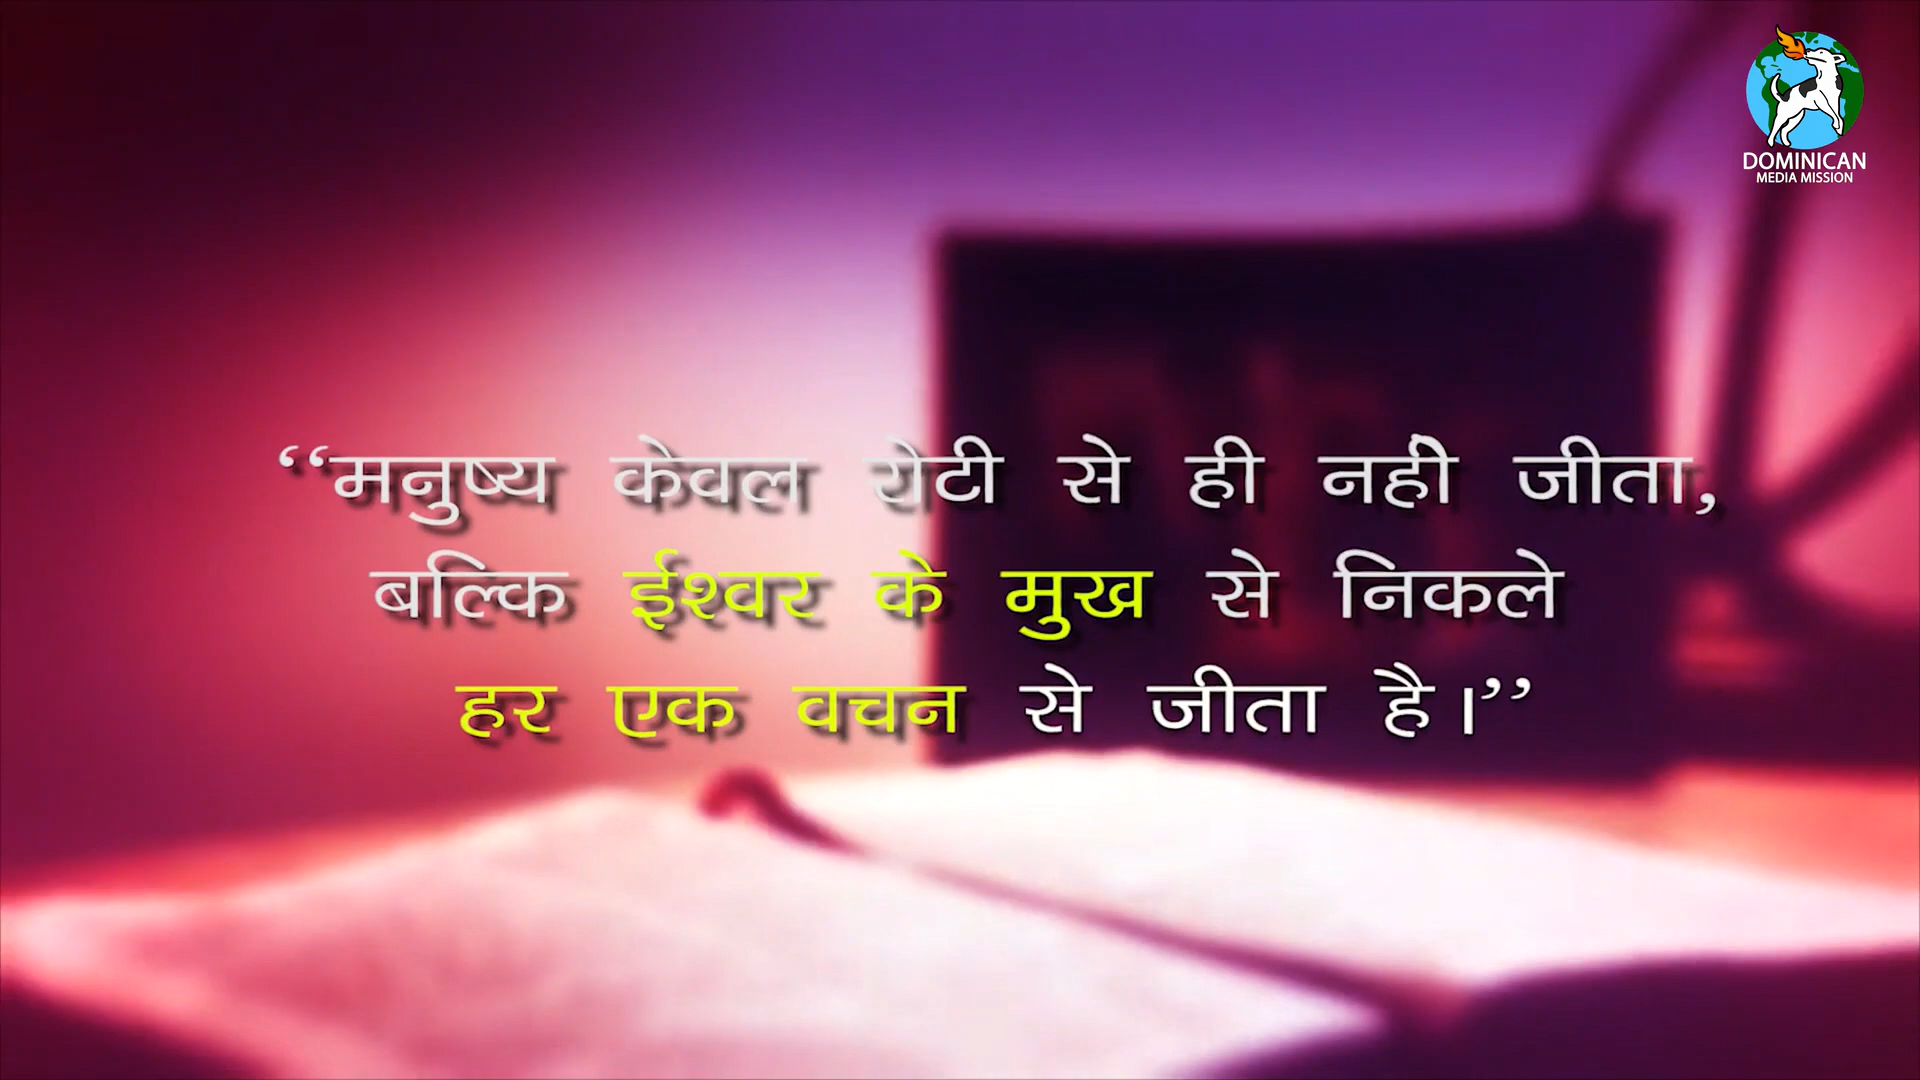 DOMINICAN
MEDIA MISSION
“मनुष्य केवल रोटी से ही नहीं जीता,
बल्कि ईश्वर के मुख से निकले
हर एक वचन से जीता है।”